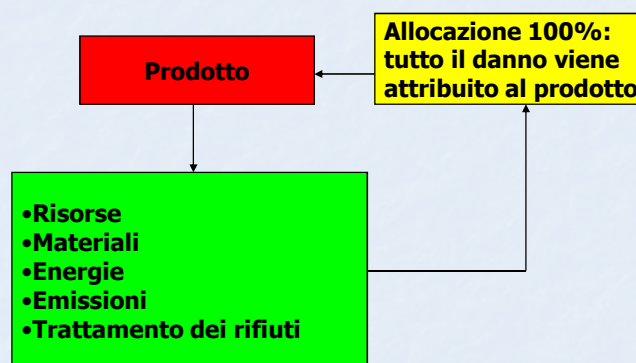 Prodotto
Allocazione 100%:
tutto il danno viene
attribuito al prodotto
•Risorse
•Materiali
•Energie
•Emissioni
•Trattamento dei rifiuti